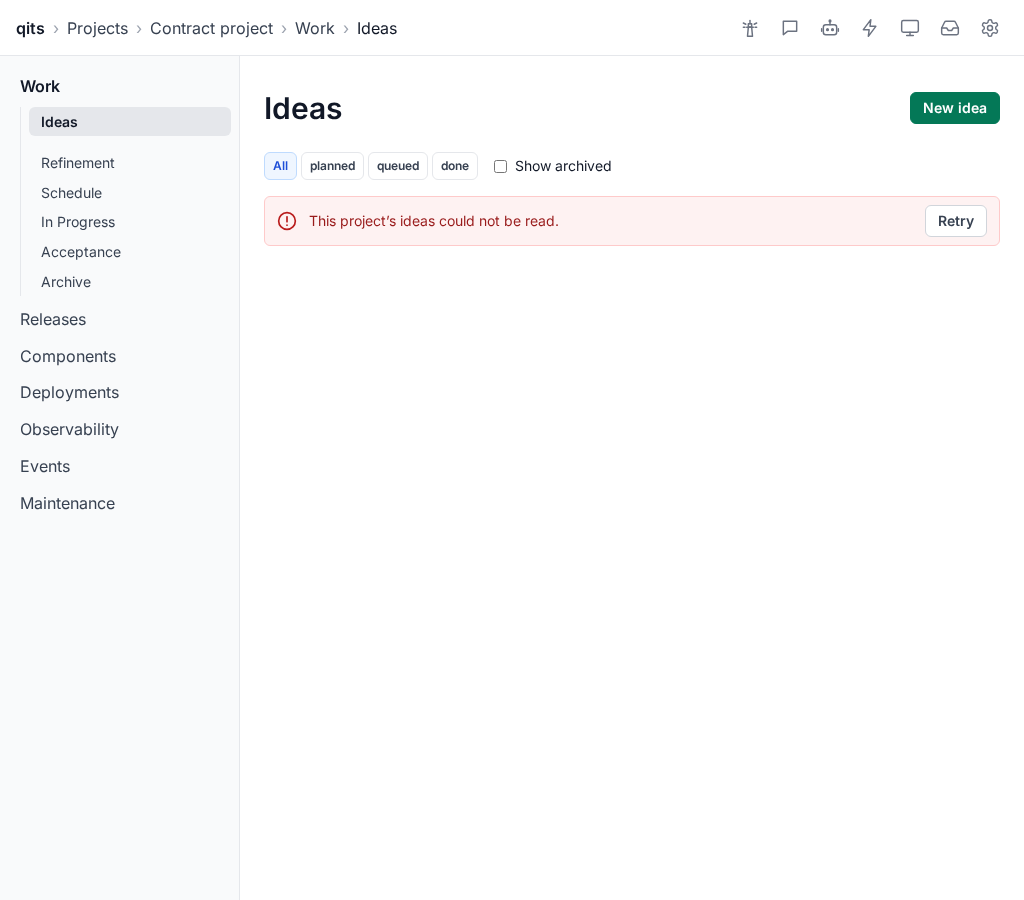 qits › Projects › Contract project › Work › Ideas
Work
Ideas
Refinement
Schedule
In Progress
Acceptance
Archive
Releases
Components
Deployments
Observability
Events
Maintenance
Ideas
New idea
All planned queued done Show archived
This project’s ideas could not be read. Retry